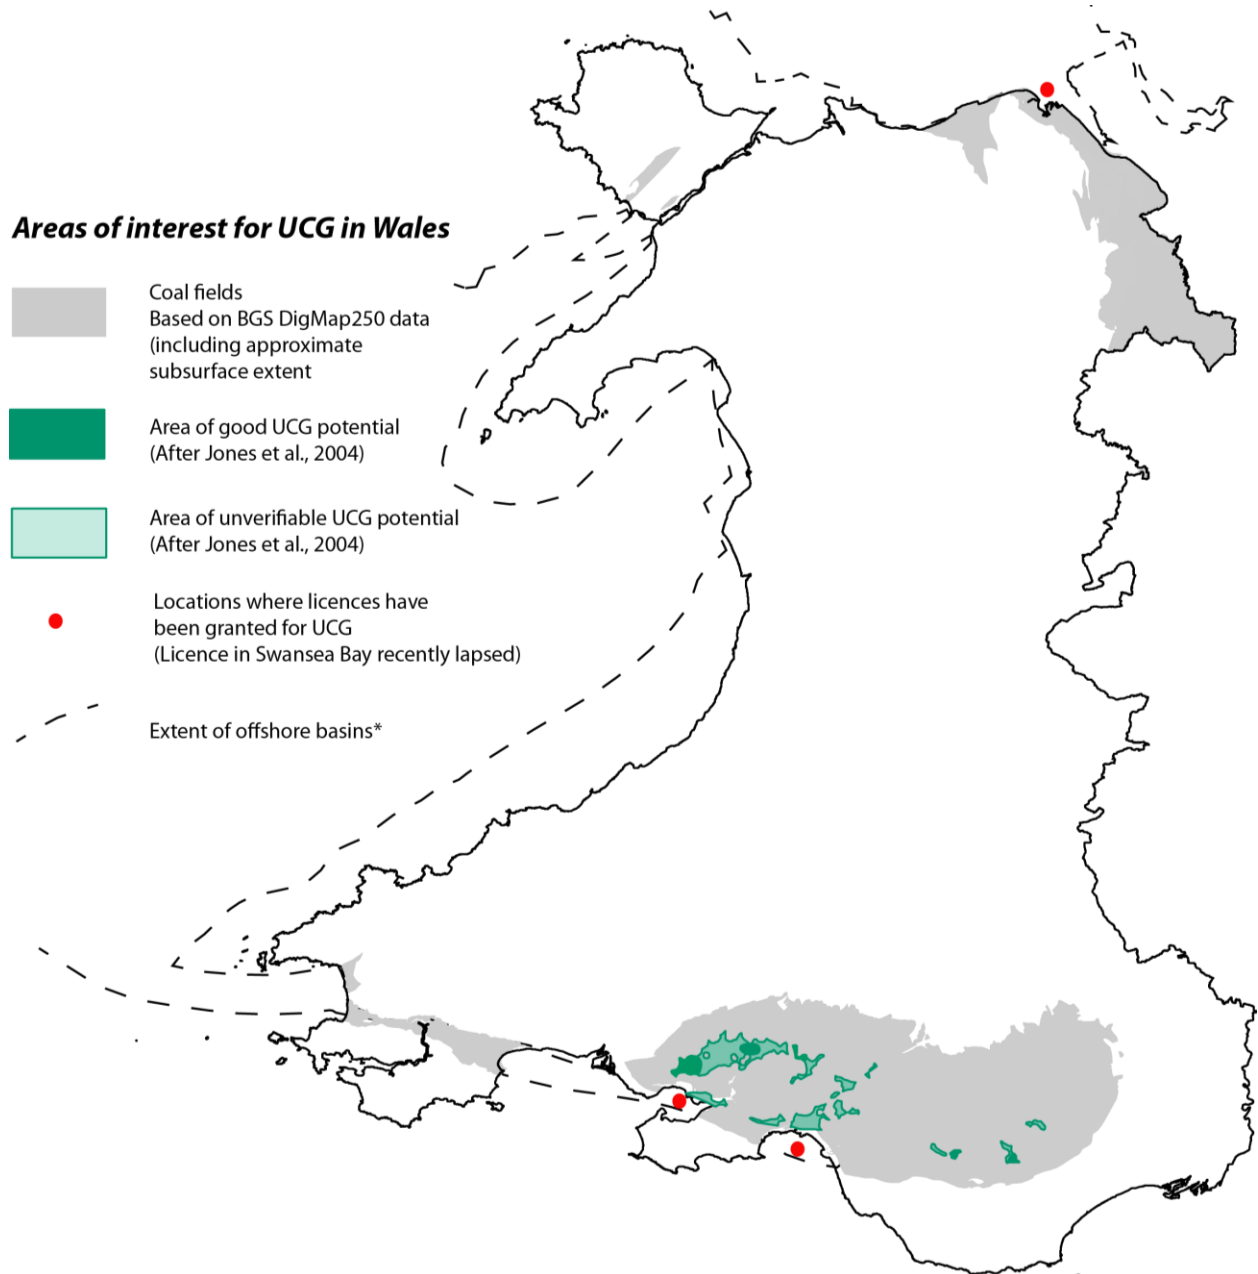 Areas of interest for UCG in Wales
Coal fields
Based on BGS DigMap250 data
(including approximate
subsurface extent
Area of good UCG potential
(After Jones et al., 2004)
Area of unverifiable UCG potential
(After Jones et al., 2004)
Locations where licences have
been granted for UCG
(Licence in Swansea Bay recently lapsed)
Extent of offshore basins*